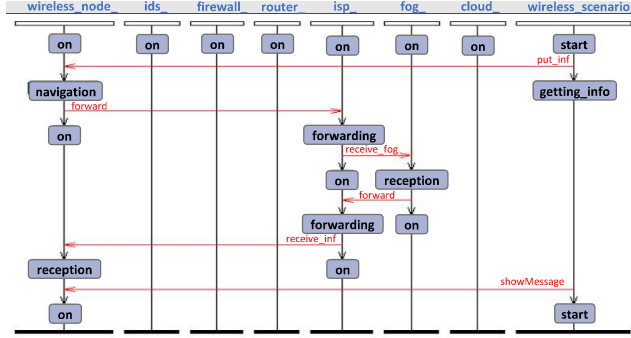 wireless_node_ ids_ firewall_ router_ isp_ fog_ cloud_ wireless_scenario
on on on on on on on start
put_inf
navigation getting_info
forward
on forwarding
receive_fog
on reception
forward
forwarding on
receive_inf
reception on
showMessage
on start